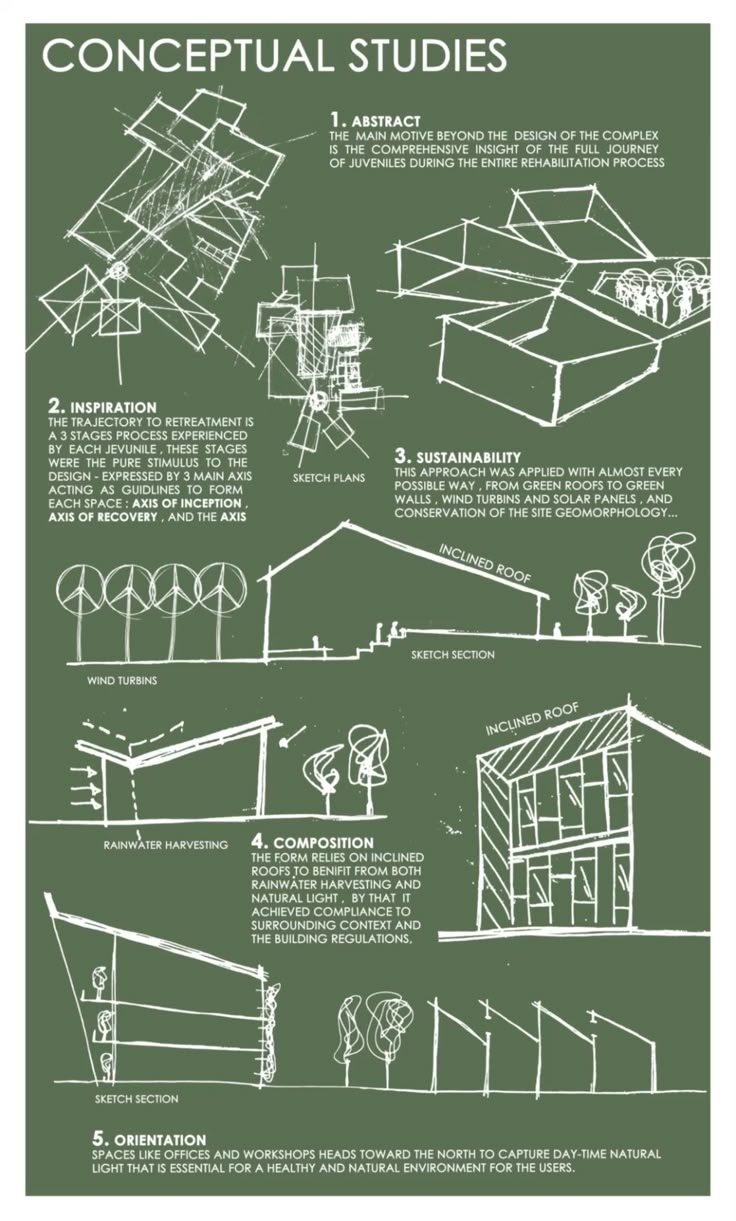 CONCEPTUAL STUDIES
1. ABSTRACT
THE MAIN MOTIVE BEYOND THE DESIGN OF THE COMPLEX
IS THE COMPREHENSIVE INSIGHT OF THE FULL JOURNEY
OF JUVENILES DURING THE ENTIRE REHABILITATION PROCESS
2. INSPIRATION
THE TRAJECTORY TO RETREATMENT IS
A 3 STAGES PROCESS EXPERIENCED
BY EACH JEVUNILE , THESE STAGES
WERE THE PURE STIMULUS TO THE
DESIGN - EXPRESSED BY 3 MAIN AXIS
ACTING AS GUIDLINES TO FORM
EACH SPACE : AXIS OF INCEPTION ,
AXIS OF RECOVERY , AND THE AXIS
SKETCH PLANS
3. SUSTAINABILITY
THIS APPROACH WAS APPLIED WITH ALMOST EVERY
POSSIBLE WAY , FROM GREEN ROOFS TO GREEN
WALLS , WIND TURBINS AND SOLAR PANELS , AND
CONSERVATION OF THE SITE GEOMORPHOLOGY...
INCLINED ROOF
SKETCH SECTION
WIND TURBINS
INCLINED ROOF
RAINWATER HARVESTING
4. COMPOSITION
THE FORM RELIES ON INCLINED
ROOFS TO BENIFIT FROM BOTH
RAINWATER HARVESTING AND
NATURAL LIGHT , BY THAT IT
ACHIEVED COMPLIANCE TO
SURROUNDING CONTEXT AND
THE BUILDING REGULATIONS,
SKETCH SECTION
5. ORIENTATION
SPACES LIKE OFFICES AND WORKSHOPS HEADS TOWARD THE NORTH TO CAPTURE DAY-TIME NATURAL
LIGHT THAT IS ESSENTIAL FOR A HEALTHY AND NATURAL ENVIRONMENT FOR THE USERS.